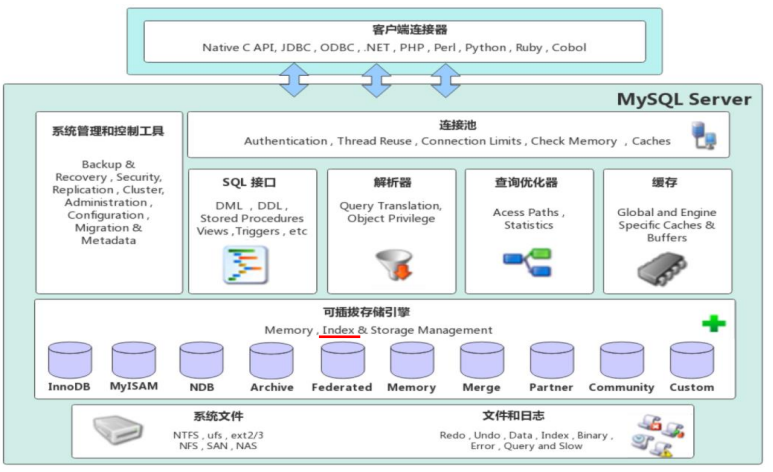 客户端连接器
Native C API, JDBC , ODBC , .NET , PHP , Perl , Python , Ruby , Cobol
MySQL Server
系统管理和控制工具
Backup &
Recovery , Security,
Replication , Cluster,
Administration ,
Configuration ,
Migration &
Metadata
连接池
Authentication , Thread Reuse , Connection Limits , Check Memory , Caches
SQL 接口
DML , DDL ,
Stored Procedures
Views ,Triggers , etc
解析器
Query Translation,
Object Privilege
查询优化器
Acess Paths ,
Statistics
缓存
Global and Engine
Specific Caches &
Buffers
可插拔存储引擎
Memory , Index & Storage Management
InnoDB
MyISAM
NDB
Archive
Federated
Memory
Merge
Partner
Community
Custom
系统文件
NTFS , ufs , ext2/3
NFS , SAN , NAS
文件和日志
Redo , Undo , Data , Index , Binary ,
Error , Query and Slow